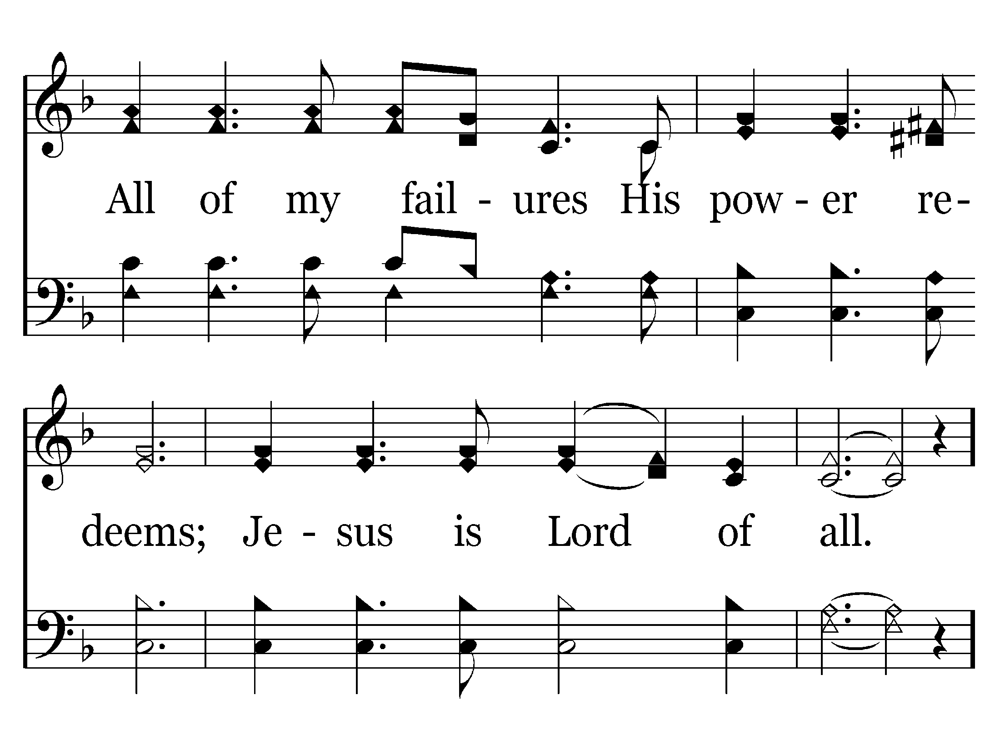 All of my fail - ures His pow - er re -
deems; Je - sus is Lord of all.